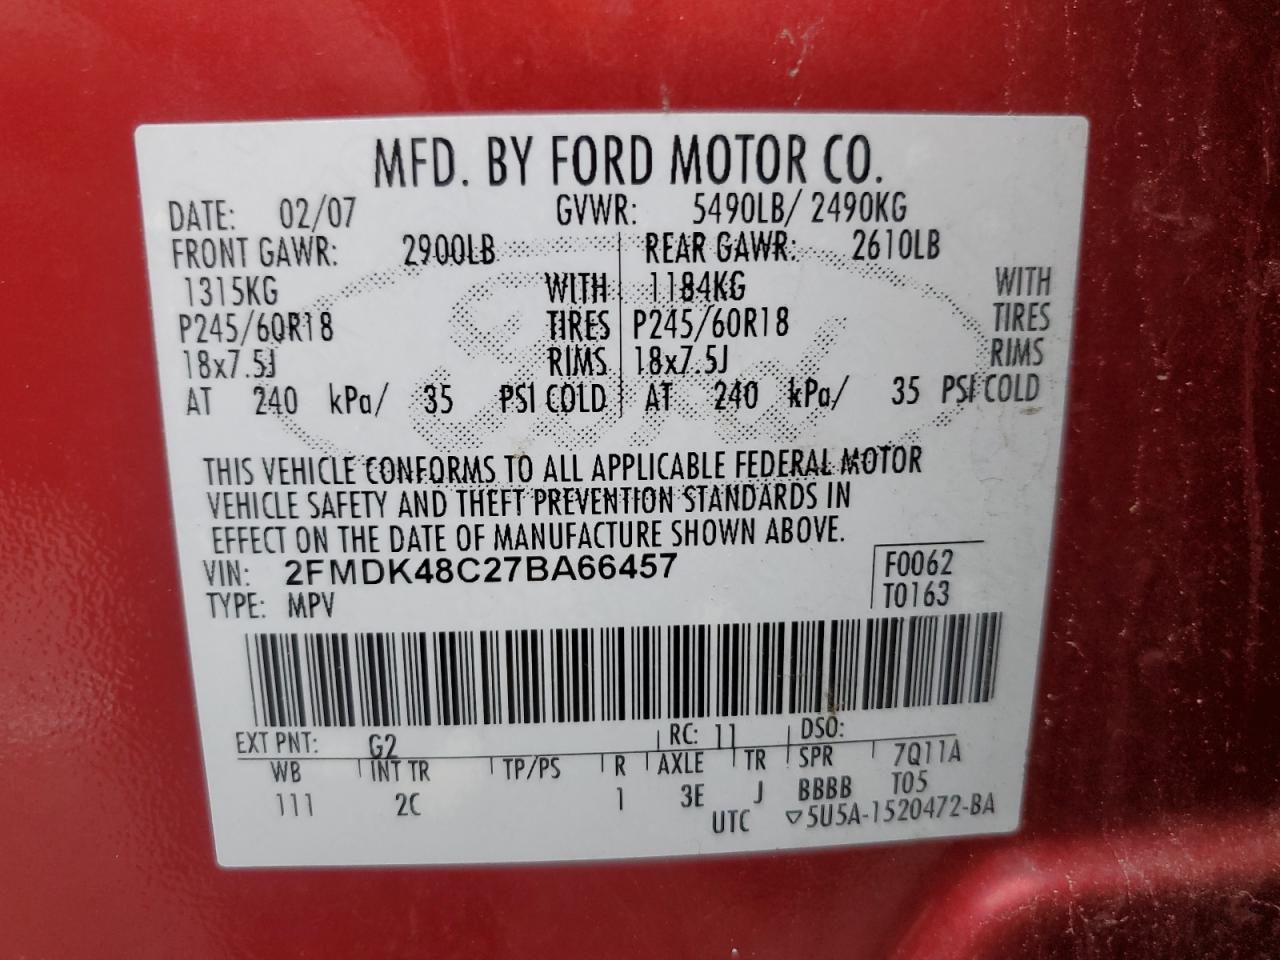 MFD. BY FORD MOTOR CO.
DATE: 02/07 GVWR: 5490LB/ 2490KG
FRONT GAWR: 2900LB REAR GAWR: 2610LB
1315KG WITH 1184KG WITH
P245/60R18 TIRES P245/60R18 TIRES
18x7.5J RIMS 18x7.5J RIMS
AT 240 kPa/ 35 PSI COLD AT 240 kPa/ 35 PSI COLD
THIS VEHICLE CONFORMS TO ALL APPLICABLE FEDERAL MOTOR
VEHICLE SAFETY AND THEFT PREVENTION STANDARDS IN
EFFECT ON THE DATE OF MANUFACTURE SHOWN ABOVE.
VIN: 2FMDK48C27BA66457 F0062
TYPE: MPV T0163
EXT PNT: G2 RC: 11 DSO:
WB INT TR TP/PS R AXLE TR SPR 7Q11A
111 2C 1 3E J BBBB T05
UTC ▽5U5A-1520472-BA